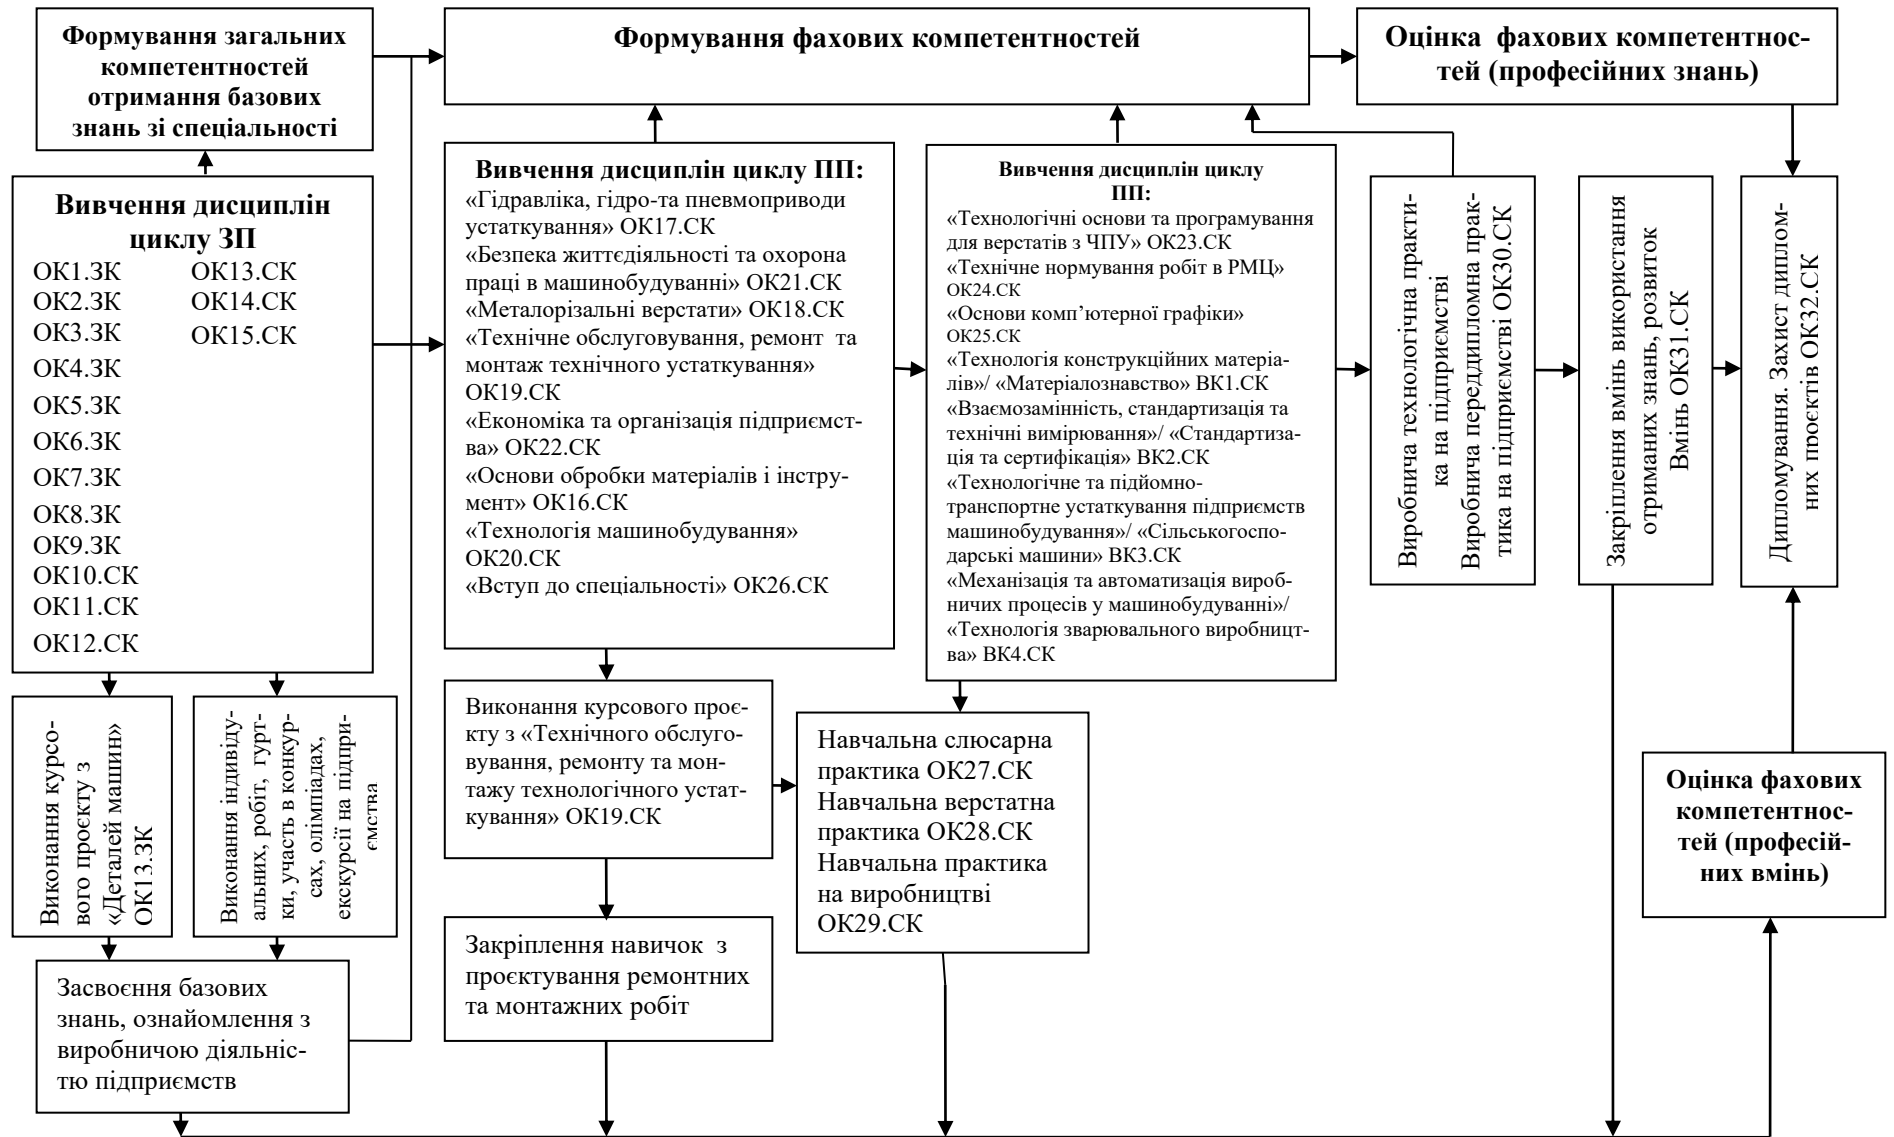 Формування загальних
компетентностей
отримання базових
знань зі спеціальності
Формування фахових компетентностей
Оцінка фахових компетентнос-
тей (професійних знань)
Вивчення дисциплін
циклу ЗП
ОК1.ЗК
ОК2.ЗК
ОК3.ЗК
ОК4.ЗК
ОК5.ЗК
ОК6.ЗК
ОК7.ЗК
ОК8.ЗК
ОК9.ЗК
ОК10.СК
ОК11.СК
ОК12.СК
ОК13.СК
ОК14.СК
ОК15.СК
Вивчення дисциплін циклу ПП:
«Гідравліка, гідро-та пневмоприводи
устаткування» ОК17.СК
«Безпека життєдіяльності та охорона
праці в машинобудуванні» ОК21.СК
«Металорізальні верстати» ОК18.СК
«Технічне обслуговування, ремонт та
монтаж технічного устаткування»
ОК19.СК
«Економіка та організація підприємст-
ва» ОК22.СК
«Основи обробки матеріалів і інстру-
мент» ОК16.СК
«Технологія машинобудування»
ОК20.СК
«Вступ до спеціальності» ОК26.СК
Вивчення дисциплін циклу
ПП:
«Технологічні основи та програмування
для верстатів з ЧПУ» ОК23.СК
«Технічне нормування робіт в РМЦ»
ОК24.СК
«Основи комп’ютерної графіки»
ОК25.СК
«Технологія конструкційних матеріа-
лів»/ «Матеріалознавство» ВК1.СК
«Взаємозамінність, стандартизація та
технічні вимірювання»/ «Стандартиза-
ція та сертифікація» ВК2.СК
«Технологічне та підйомно-
транспортне устаткування підприємств
машинобудування»/ «Сільськогоспо-
дарські машини» ВК3.СК
«Механізація та автоматизація вироб-
ничих процесів у машинобудуванні»/
«Технологія зварювального виробницт-
ва» ВК4.СК
Виробнича технологічна практи-
ка на підприємстві
Виробнича переддипломна прак-
тика на підприємстві ОК30.СК
Закріплення вмінь використання
отриманих знань, розвиток
Вмінь ОК31.СК
Дипломування. Захист диплом-
них проєктів ОК32.СК
Виконання курсо-
вого проєкту з
«Деталей машин»
ОК13.ЗК
Виконання індивіду-
альних, робіт, гурт-
ки, участь в конкур-
сах, олімпіадах,
екскурсії на підпри-
ємства
Виконання курсового проє-
кту з «Технічного обслуго-
вування, ремонту та мон-
тажу технологічного устат-
кування» ОК19.СК
Навчальна слюсарна
практика ОК27.СК
Навчальна верстатна
практика ОК28.СК
Навчальна практика
на виробництві
ОК29.СК
Оцінка фахових
компетентнос-
тей (професій-
них вмінь)
Засвоєння базових
знань, ознайомлення з
виробничою діяльніс-
тю підприємств
Закріплення навичок з
проєктування ремонтних
та монтажних робіт